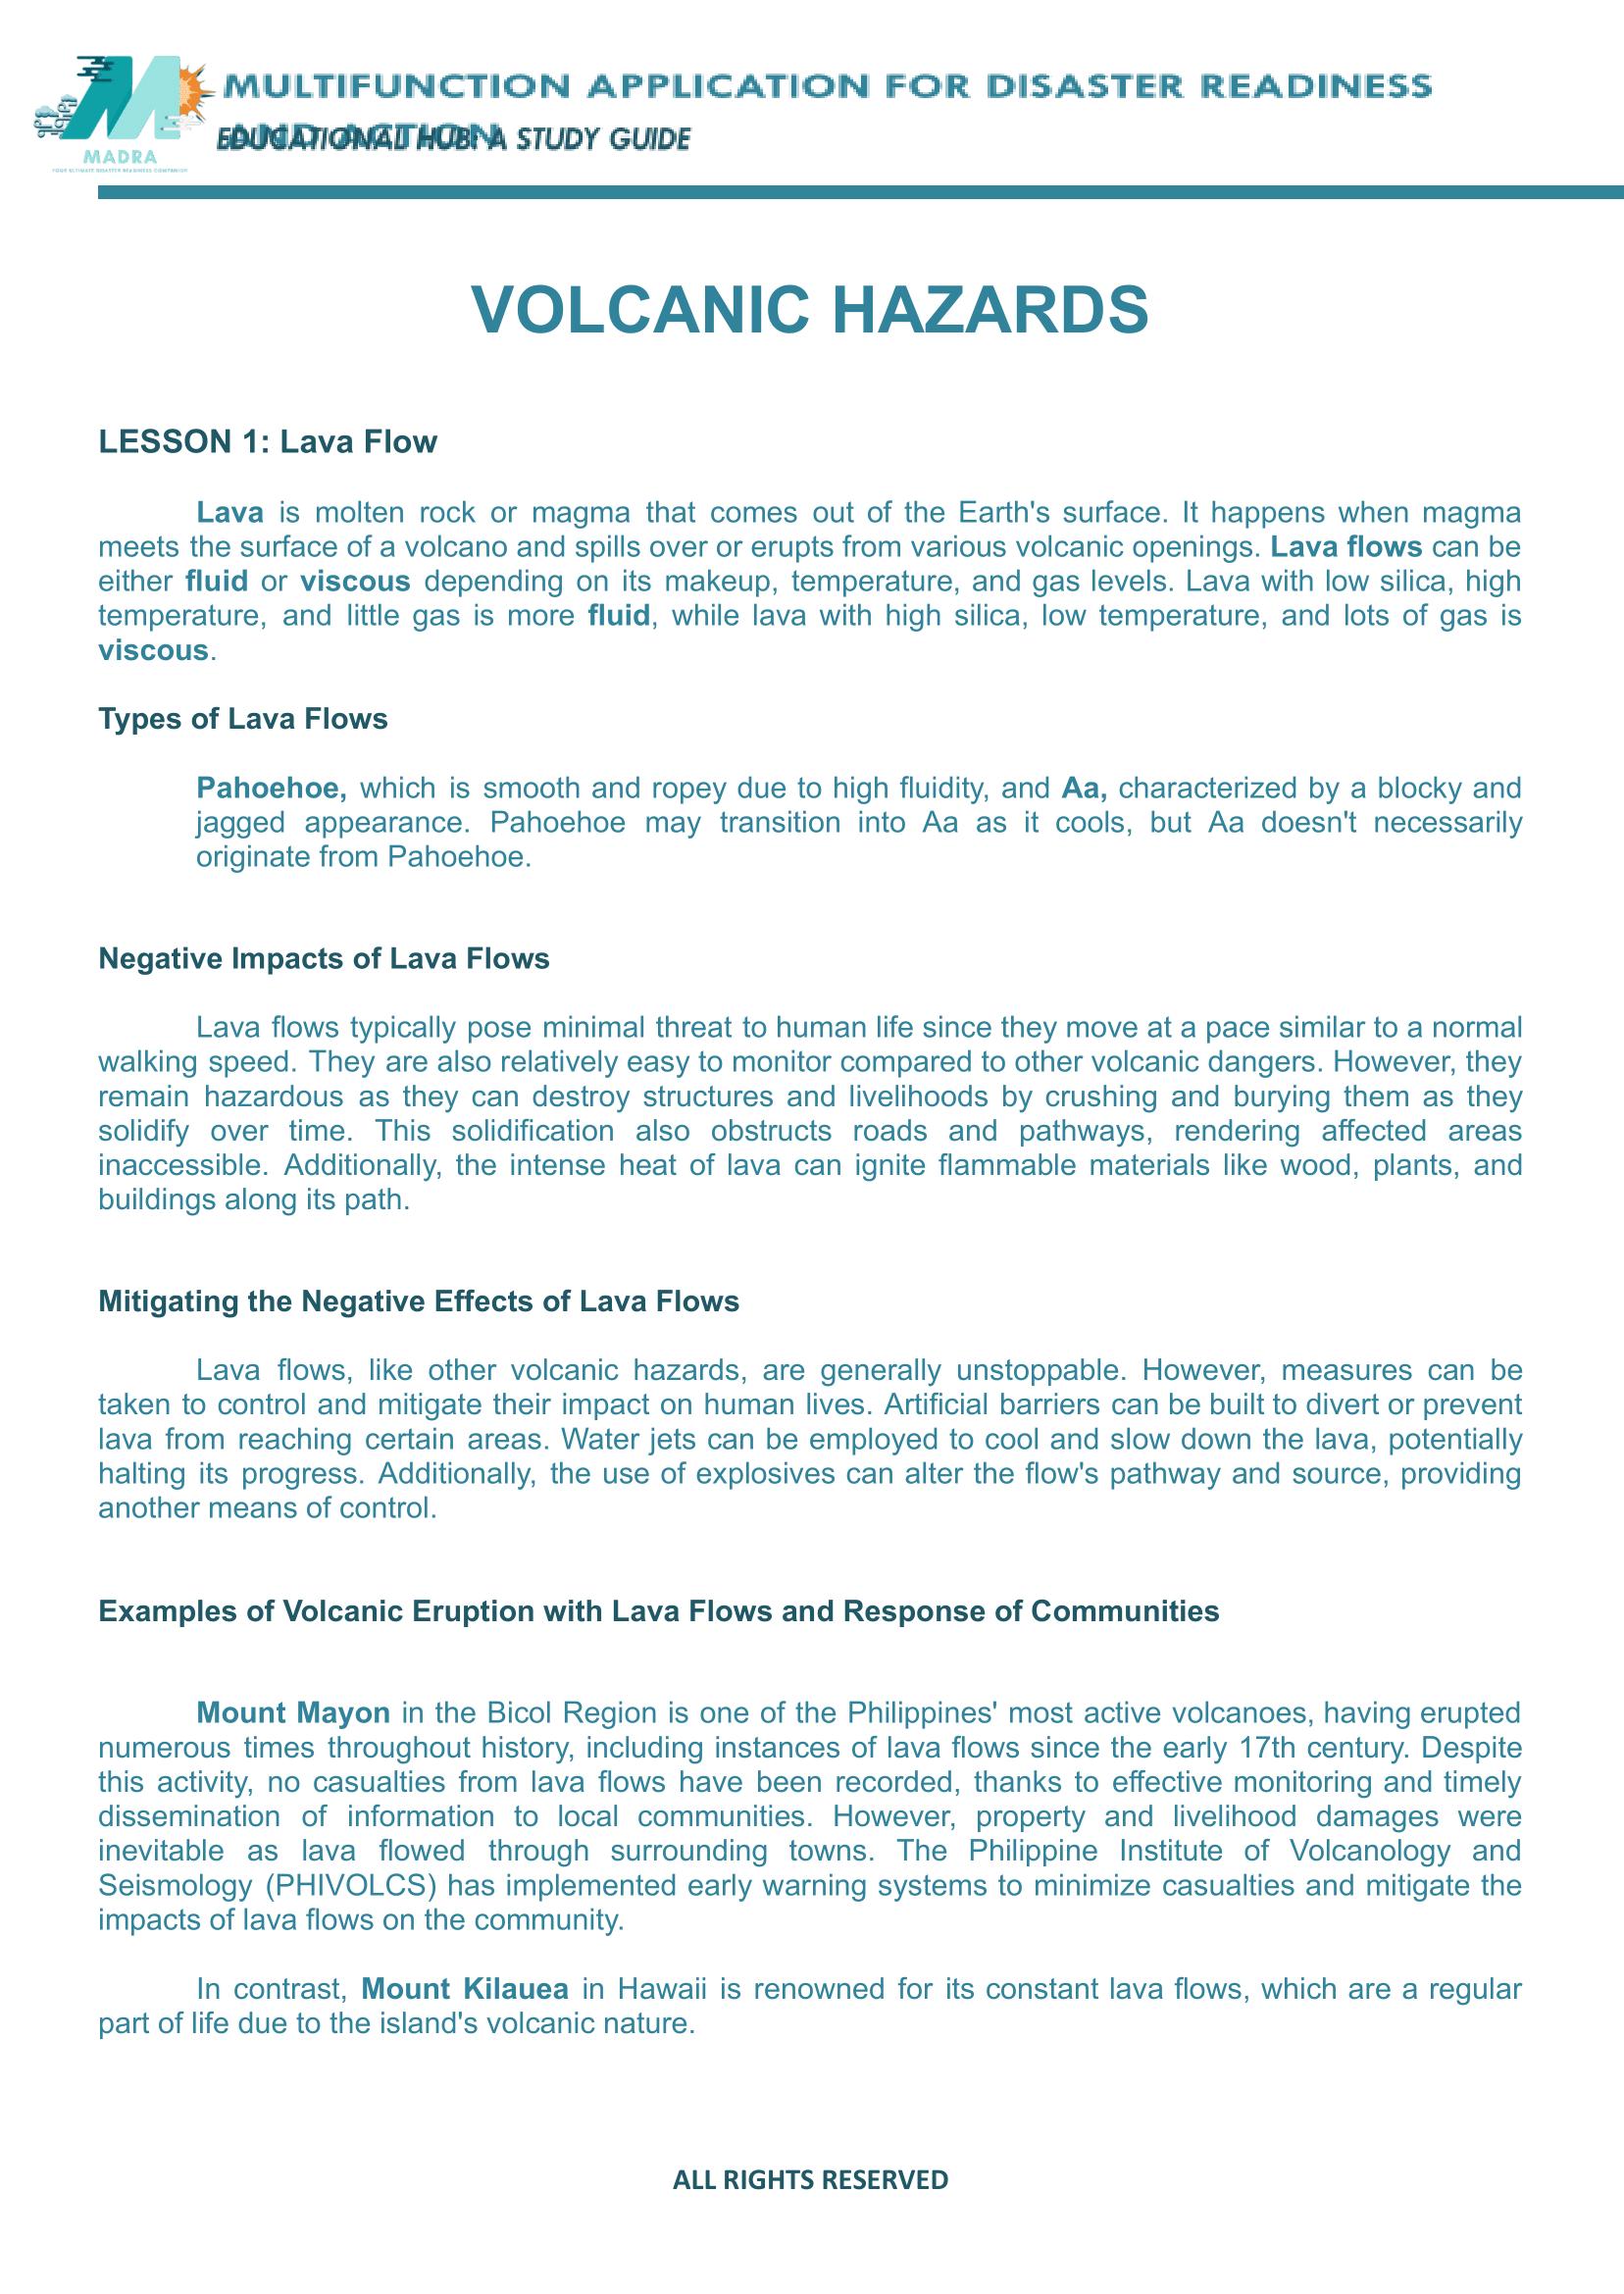 MULTIFUNCTION APPLICATION FOR DISASTER READINESS
AND ACTION
EDUCATIONAL HUB: A STUDY GUIDE
MADRA
YOUR ULTIMATE DISASTER READINESS COMPANION
VOLCANIC HAZARDS
LESSON 1: Lava Flow
Lava is molten rock or magma that comes out of the Earth's surface. It happens when magma
meets the surface of a volcano and spills over or erupts from various volcanic openings. Lava flows can be
either fluid or viscous depending on its makeup, temperature, and gas levels. Lava with low silica, high
temperature, and little gas is more fluid, while lava with high silica, low temperature, and lots of gas is
viscous.
Types of Lava Flows
Pahoehoe, which is smooth and ropey due to high fluidity, and Aa, characterized by a blocky and
jagged appearance. Pahoehoe may transition into Aa as it cools, but Aa doesn't necessarily
originate from Pahoehoe.
Negative Impacts of Lava Flows
Lava flows typically pose minimal threat to human life since they move at a pace similar to a normal
walking speed. They are also relatively easy to monitor compared to other volcanic dangers. However, they
remain hazardous as they can destroy structures and livelihoods by crushing and burying them as they
solidify over time. This solidification also obstructs roads and pathways, rendering affected areas
inaccessible. Additionally, the intense heat of lava can ignite flammable materials like wood, plants, and
buildings along its path.
Mitigating the Negative Effects of Lava Flows
Lava flows, like other volcanic hazards, are generally unstoppable. However, measures can be
taken to control and mitigate their impact on human lives. Artificial barriers can be built to divert or prevent
lava from reaching certain areas. Water jets can be employed to cool and slow down the lava, potentially
halting its progress. Additionally, the use of explosives can alter the flow's pathway and source, providing
another means of control.
Examples of Volcanic Eruption with Lava Flows and Response of Communities
Mount Mayon in the Bicol Region is one of the Philippines' most active volcanoes, having erupted
numerous times throughout history, including instances of lava flows since the early 17th century. Despite
this activity, no casualties from lava flows have been recorded, thanks to effective monitoring and timely
dissemination of information to local communities. However, property and livelihood damages were
inevitable as lava flowed through surrounding towns. The Philippine Institute of Volcanology and
Seismology (PHIVOLCS) has implemented early warning systems to minimize casualties and mitigate the
impacts of lava flows on the community.
In contrast, Mount Kilauea in Hawaii is renowned for its constant lava flows, which are a regular
part of life due to the island's volcanic nature.
ALL RIGHTS RESERVED